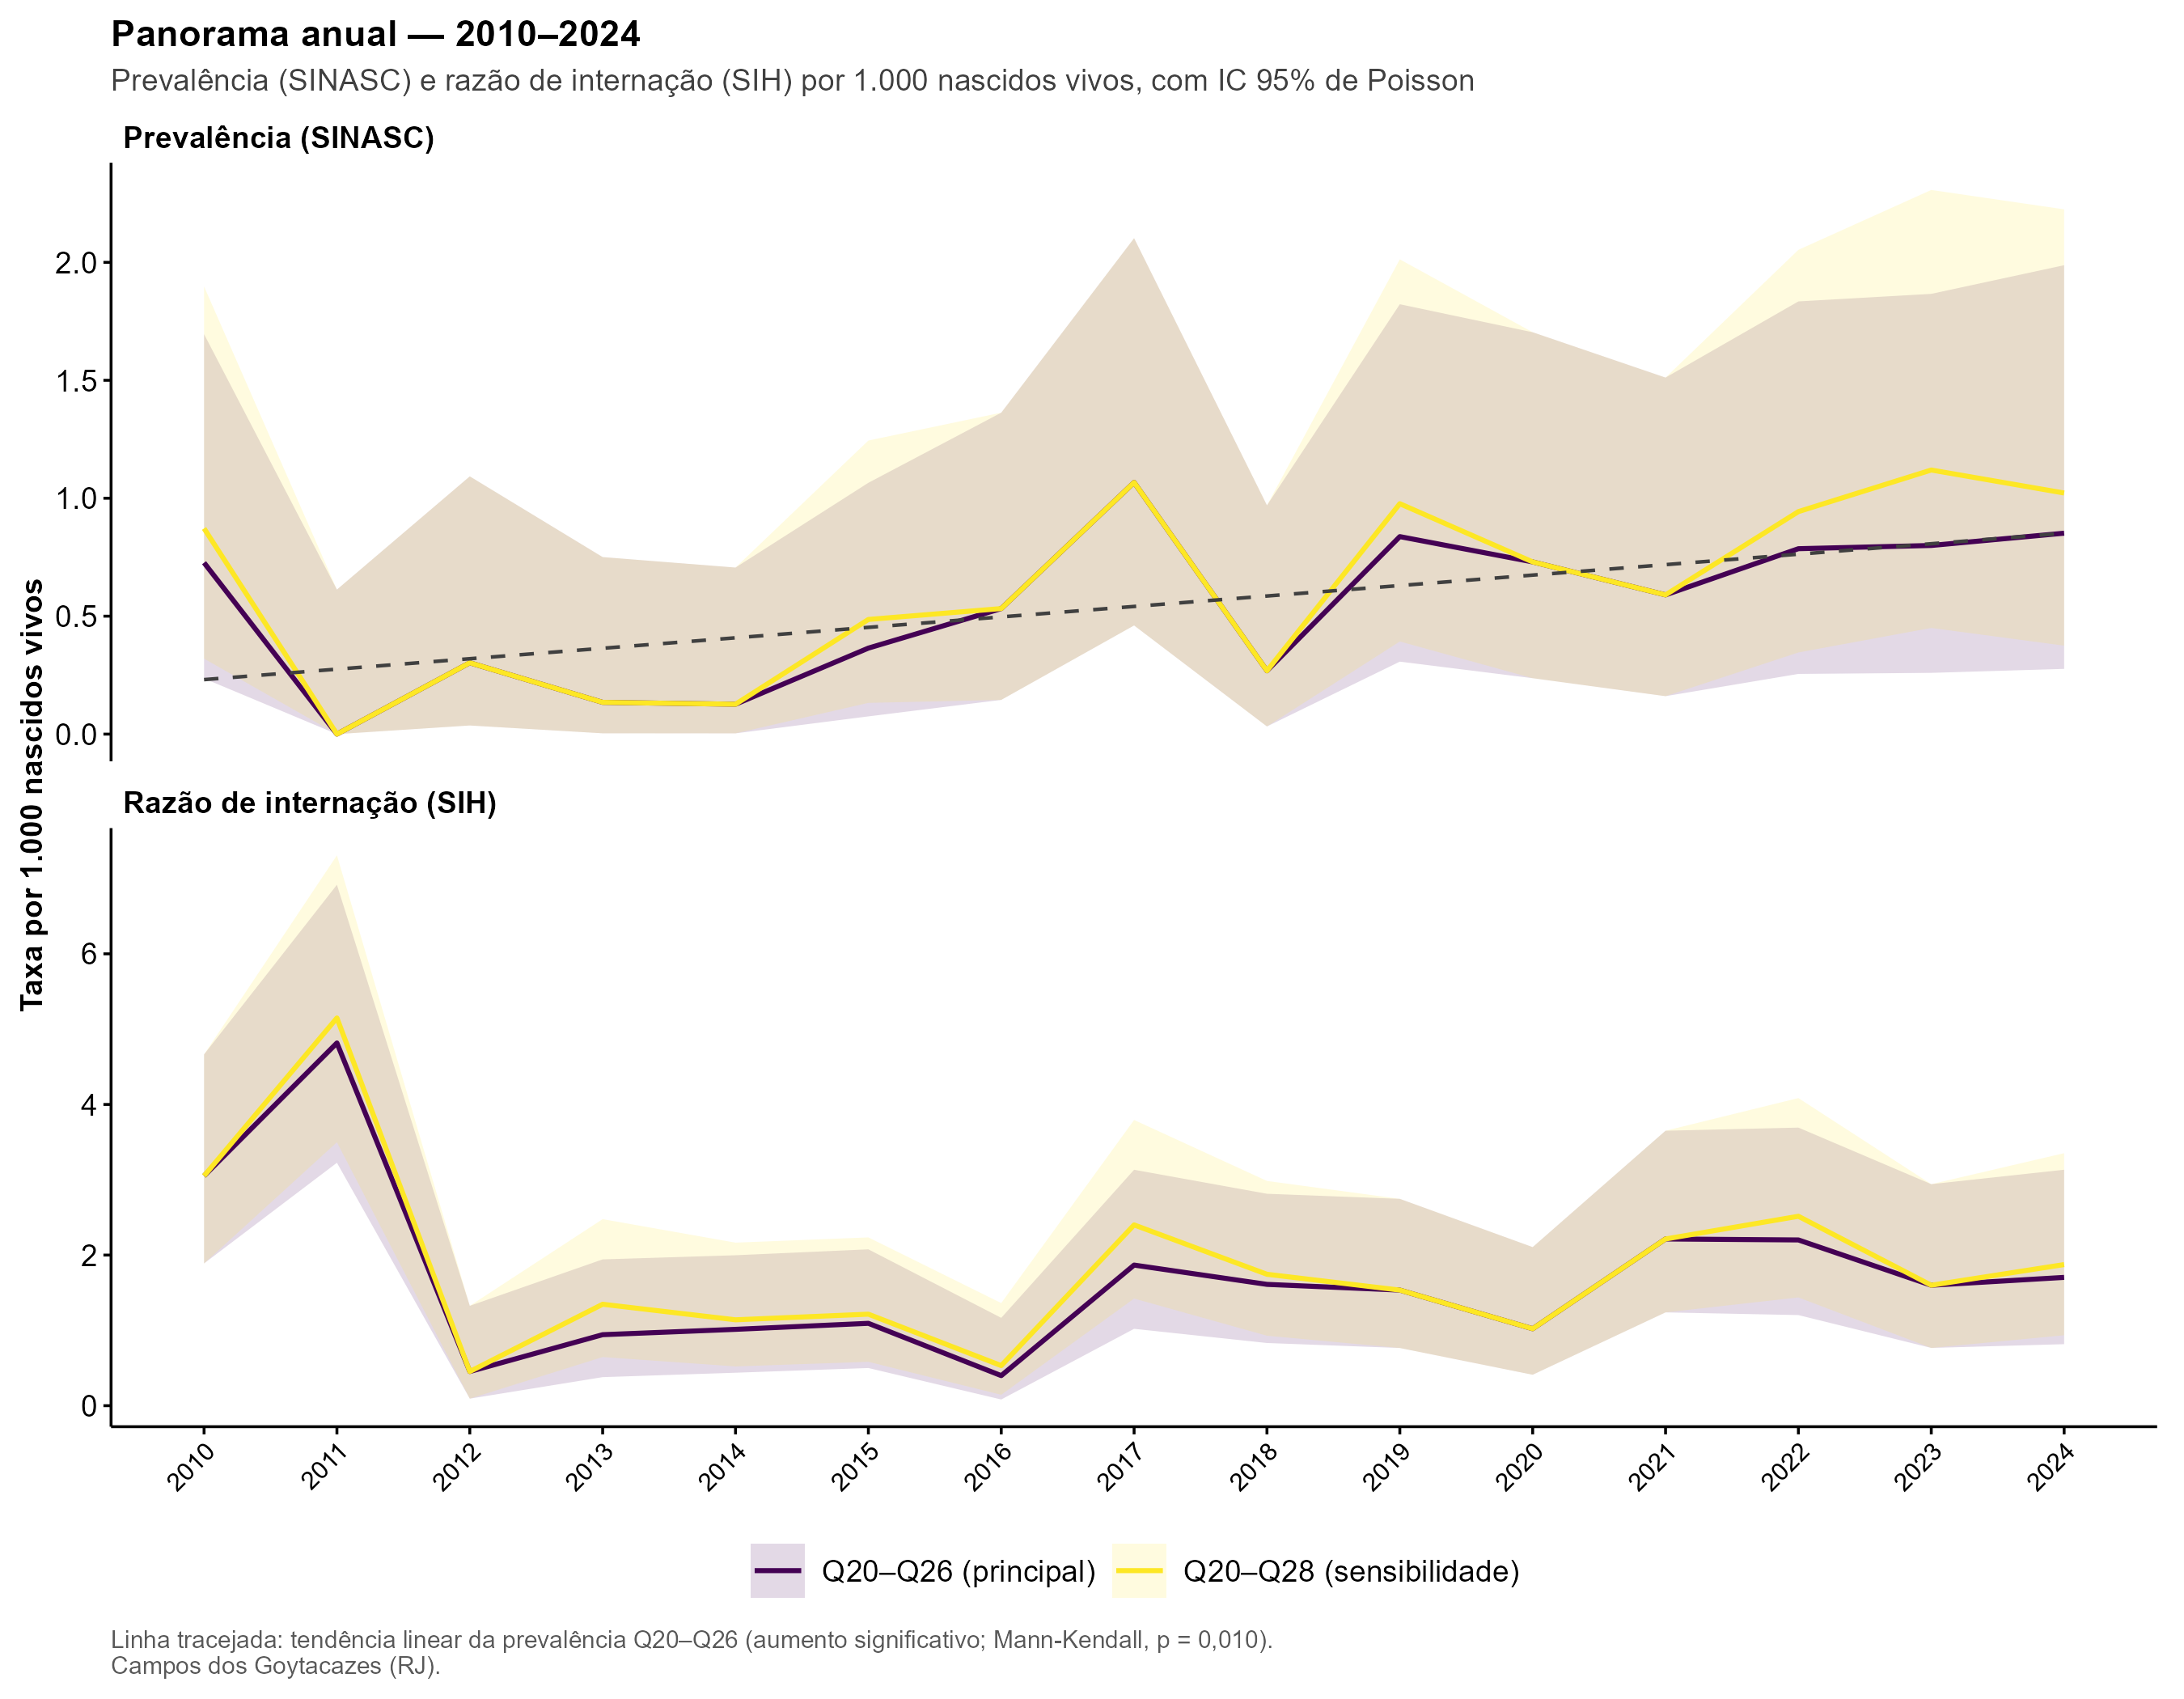 Panorama anual — 2010–2024
Prevalência (SINASC) e razão de internação (SIH) por 1.000 nascidos vivos, com IC 95% de Poisson
Prevalência (SINASC)
2.0
1.5
1.0
0.5
0.0
Taxa por 1.000 nascidos vivos
Razão de internação (SIH)
6
4
2
0
2010
2011
2012
2013
2014
2015
2016
2017
2018
2019
2020
2021
2022
2023
2024
Q20–Q26 (principal)
Q20–Q28 (sensibilidade)
Linha tracejada: tendência linear da prevalência Q20–Q26 (aumento significativo; Mann-Kendall, p = 0,010).
Campos dos Goytacazes (RJ).